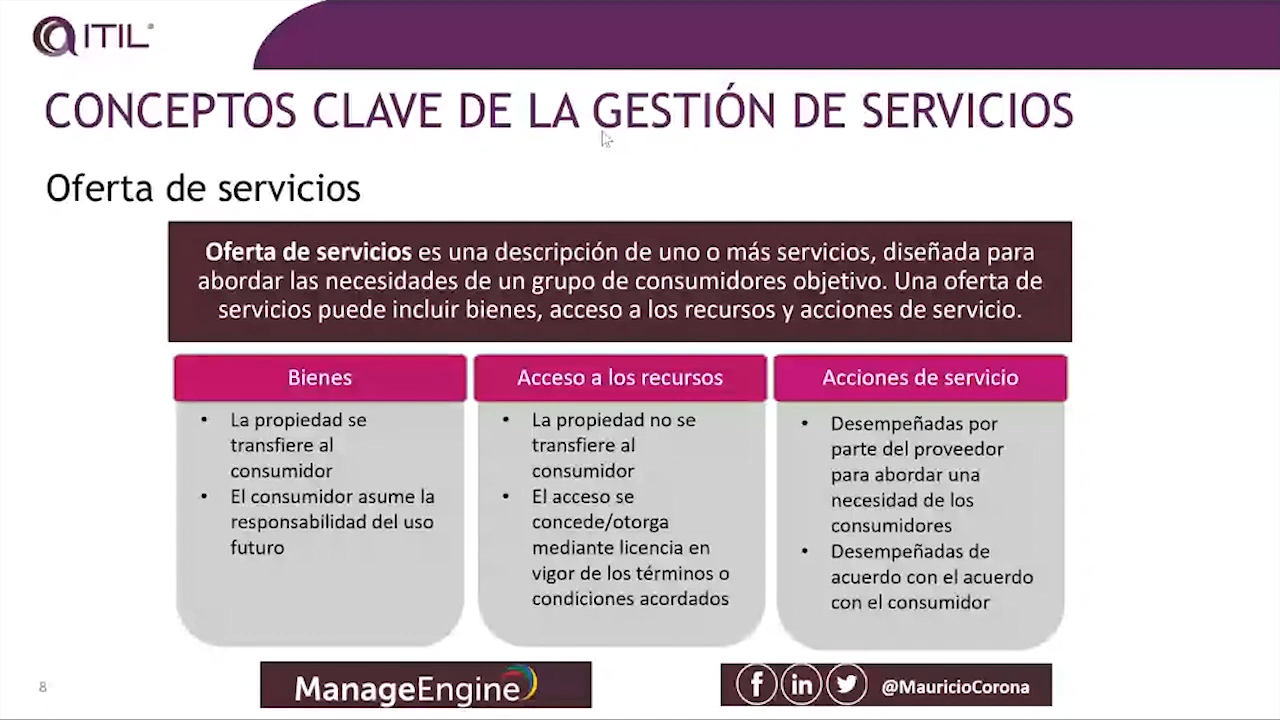 ITIL®
CONCEPTOS CLAVE DE LA GESTIÓN DE SERVICIOS
Oferta de servicios
Oferta de servicios es una descripción de uno o más servicios, diseñada para
abordar las necesidades de un grupo de consumidores objetivo. Una oferta de
servicios puede incluir bienes, acceso a los recursos y acciones de servicio.
Bienes
• La propiedad se
transfiere al
consumidor
• El consumidor asume la
responsabilidad del uso
futuro
Acceso a los recursos
• La propiedad no se
transfiere al
consumidor
• El acceso se
concede/otorga
mediante licencia en
vigor de los términos o
condiciones acordados
Acciones de servicio
• Desempeñadas por
parte del proveedor
para abordar una
necesidad de los
consumidores
• Desempeñadas de
acuerdo con el acuerdo
con el consumidor
8
ManageEngine
@MauricioCorona